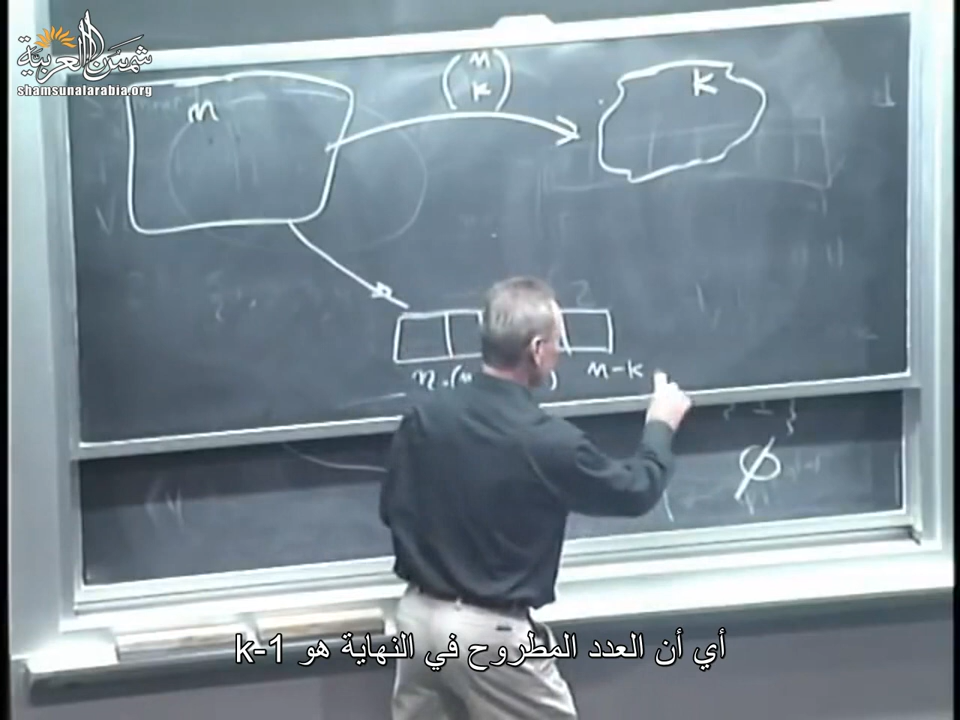 شمس العربية
shamsunalarabia.org
n
(n k)
k
n.(n
) n-k
∅
أي أن العدد المطروح في النهاية هو k-1